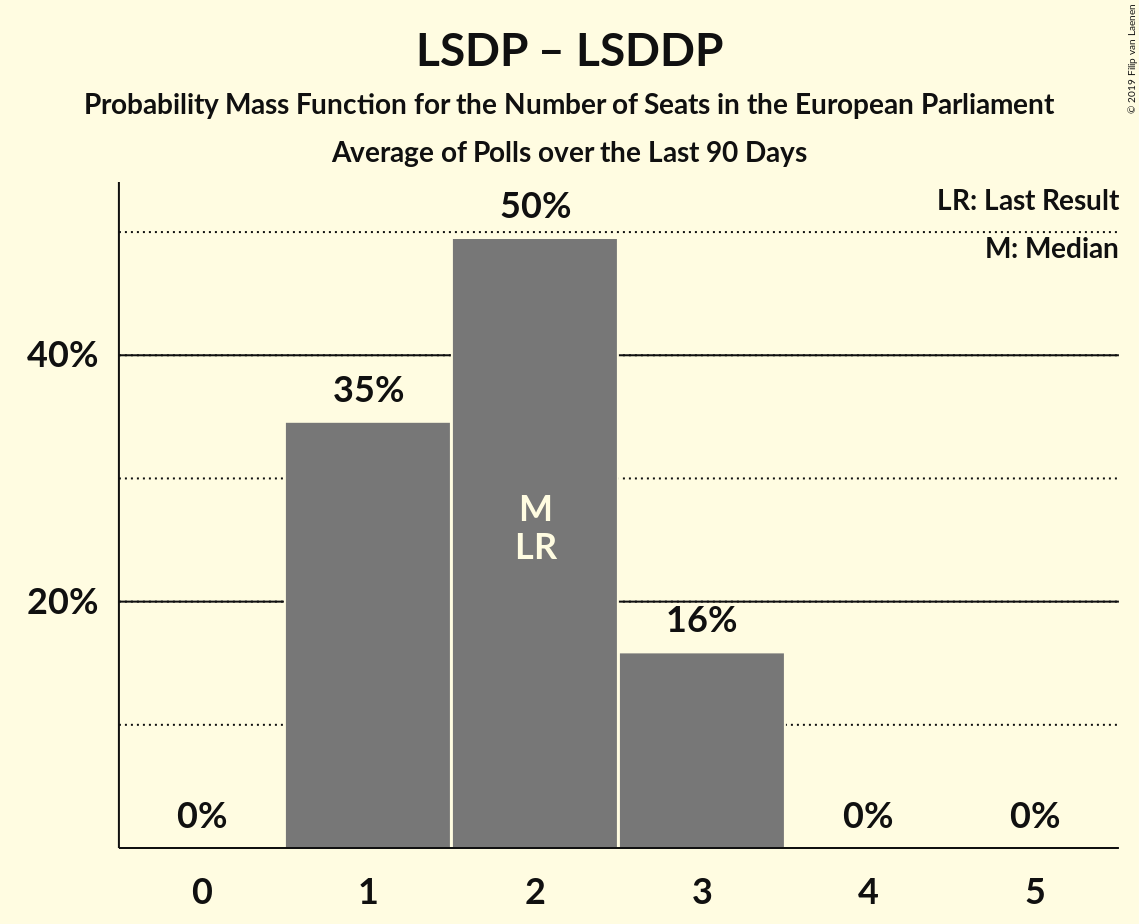 LSDP – LSDDP
Probability Mass Function for the Number of Seats in the European Parliament
Average of Polls over the Last 90 Days
© 2019 Filip van Laenen
LR: Last Result
M: Median
50%
40%
35%
M
LR
20%
16%
0%
0%
0%
0 1 2 3 4 5